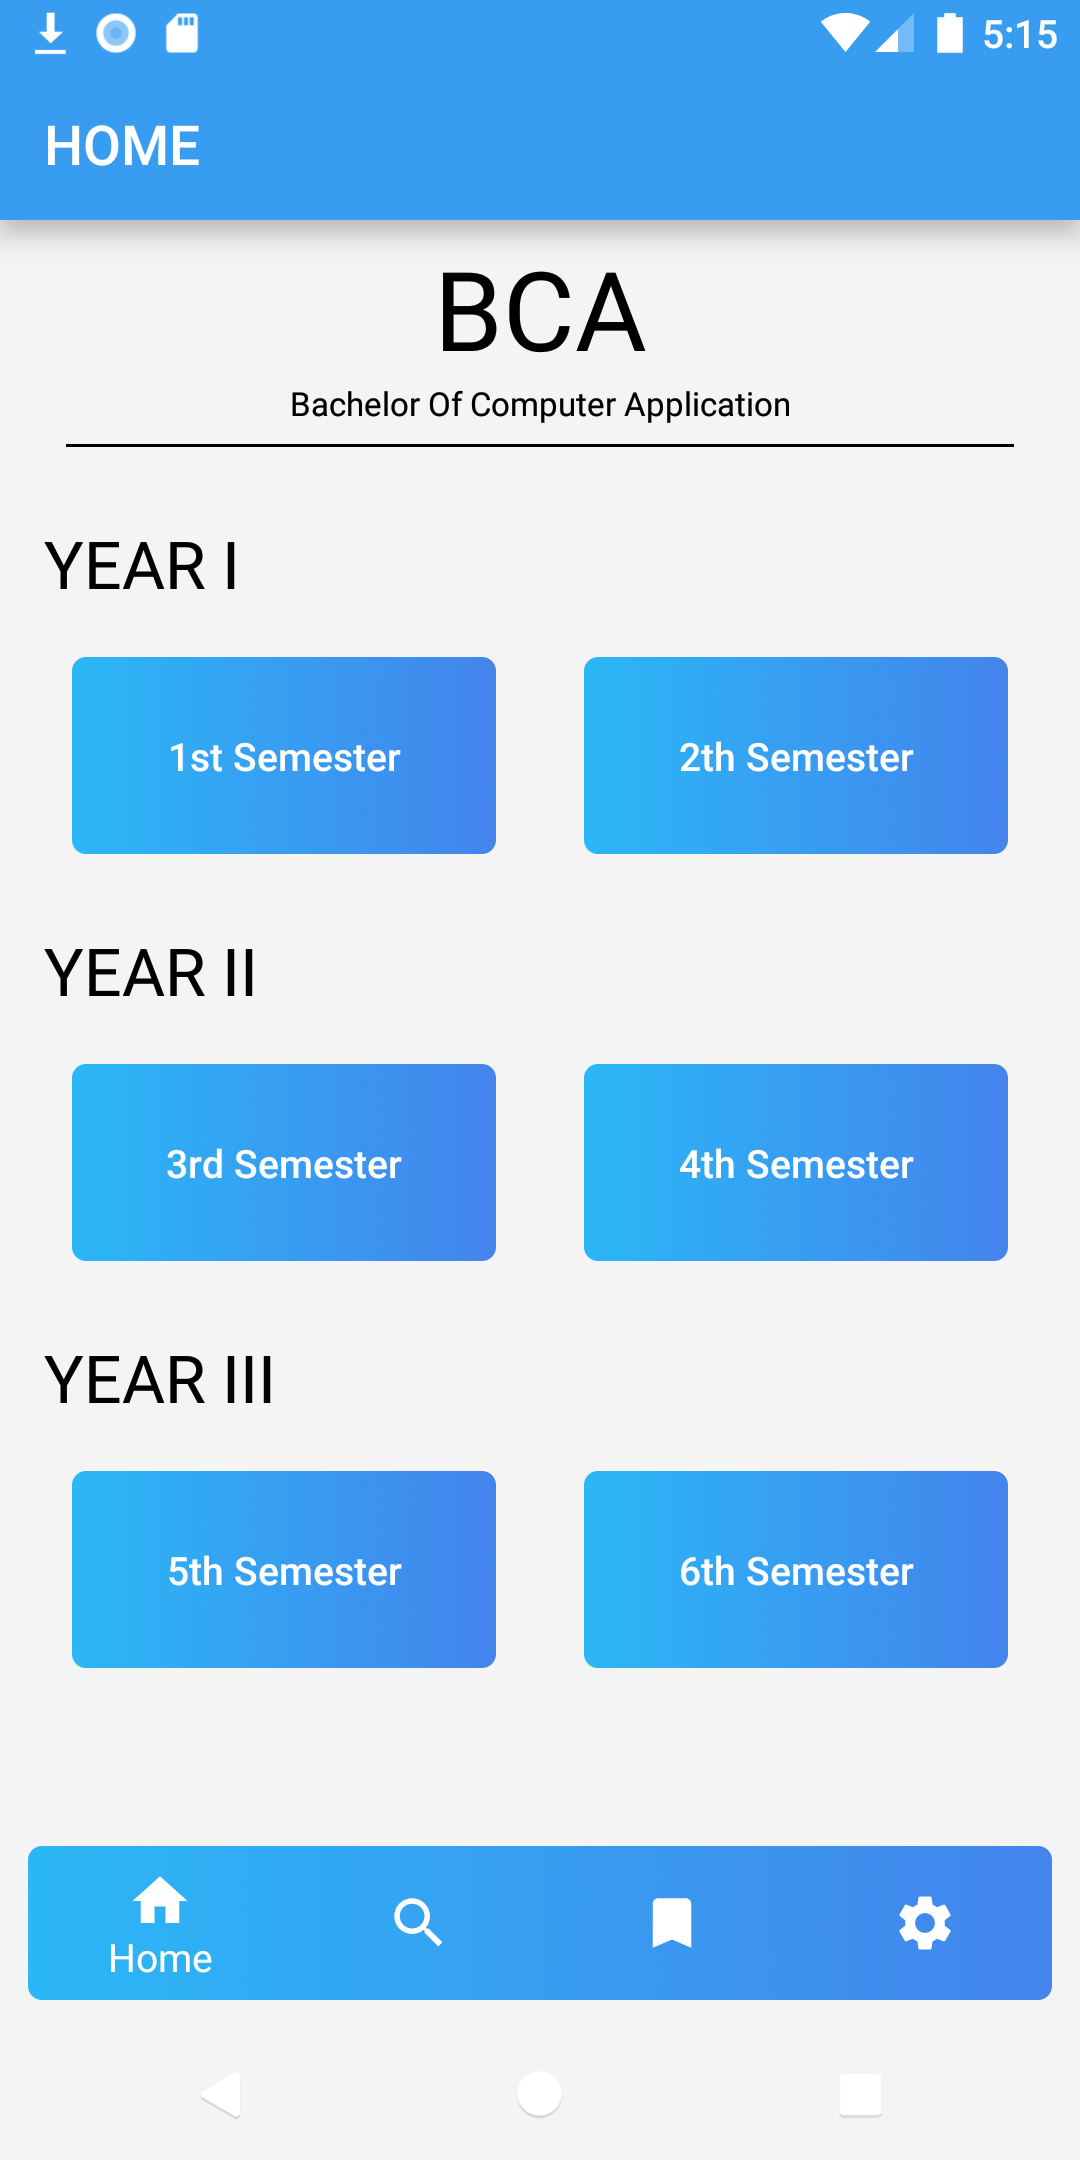 5:15
HOME
BCA
Bachelor Of Computer Application
YEAR I
1st Semester
2th Semester
YEAR II
3rd Semester
4th Semester
YEAR III
5th Semester
6th Semester
Home